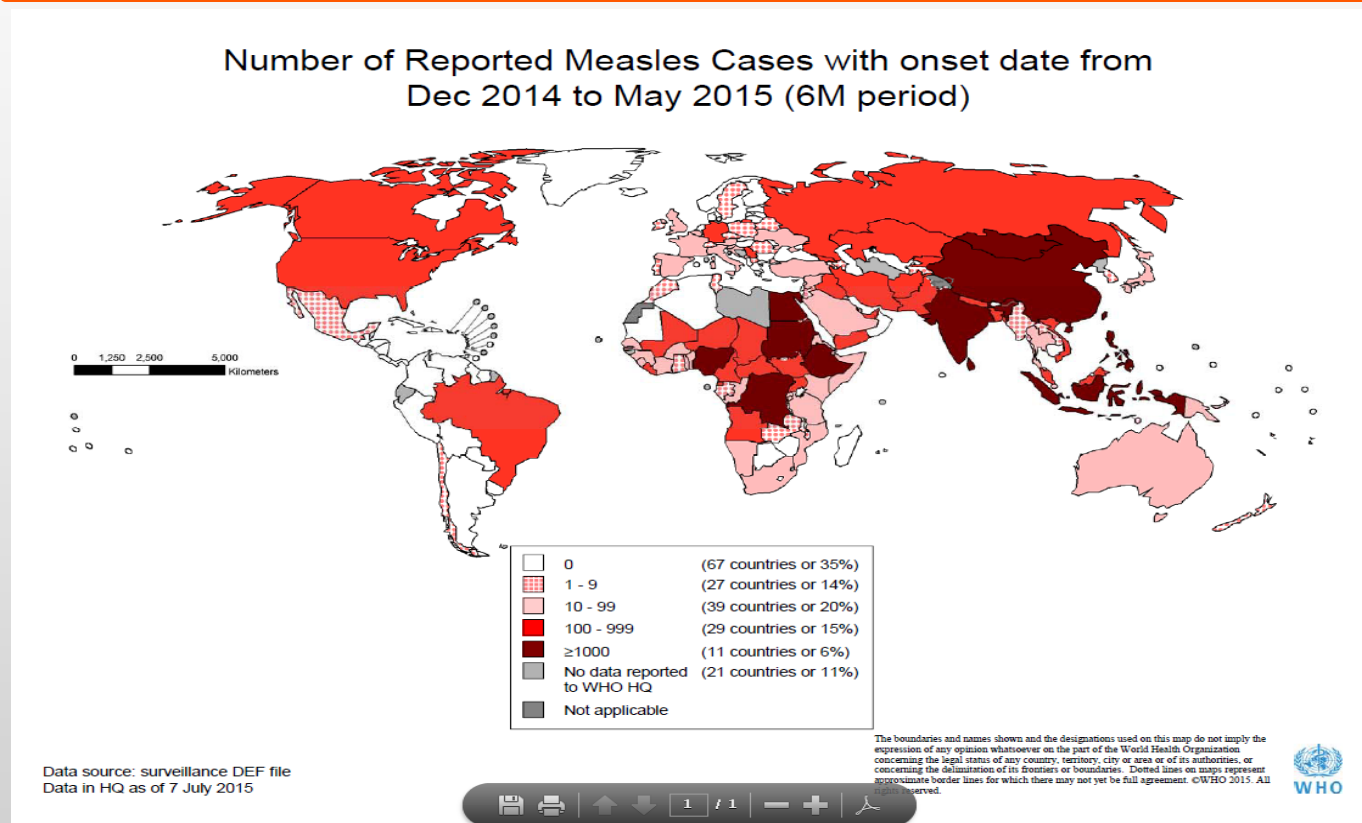 Number of Reported Measles Cases with onset date from
Dec 2014 to May 2015 (6M period)
0 1,250 2,500 5,000
Kilometers
0 (67 countries or 35%)
1 - 9 (27 countries or 14%)
10 - 99 (39 countries or 20%)
100 - 999 (29 countries or 15%)
≥1000 (11 countries or 6%)
No data reported (21 countries or 11%)
to WHO HQ
Not applicable
The boundaries and names shown and the designations used on this map do not imply the
expression of any opinion whatsoever on the part of the World Health Organization
concerning the legal status of any country, territory, city or area or of its authorities, or
concerning the delimitation of its frontiers or boundaries. Dotted lines on maps represent
approximate border lines for which there may not yet be full agreement. ©WHO 2015. All
rights reserved.
WHO
Data source: surveillance DEF file
Data in HQ as of 7 July 2015
1 / 1